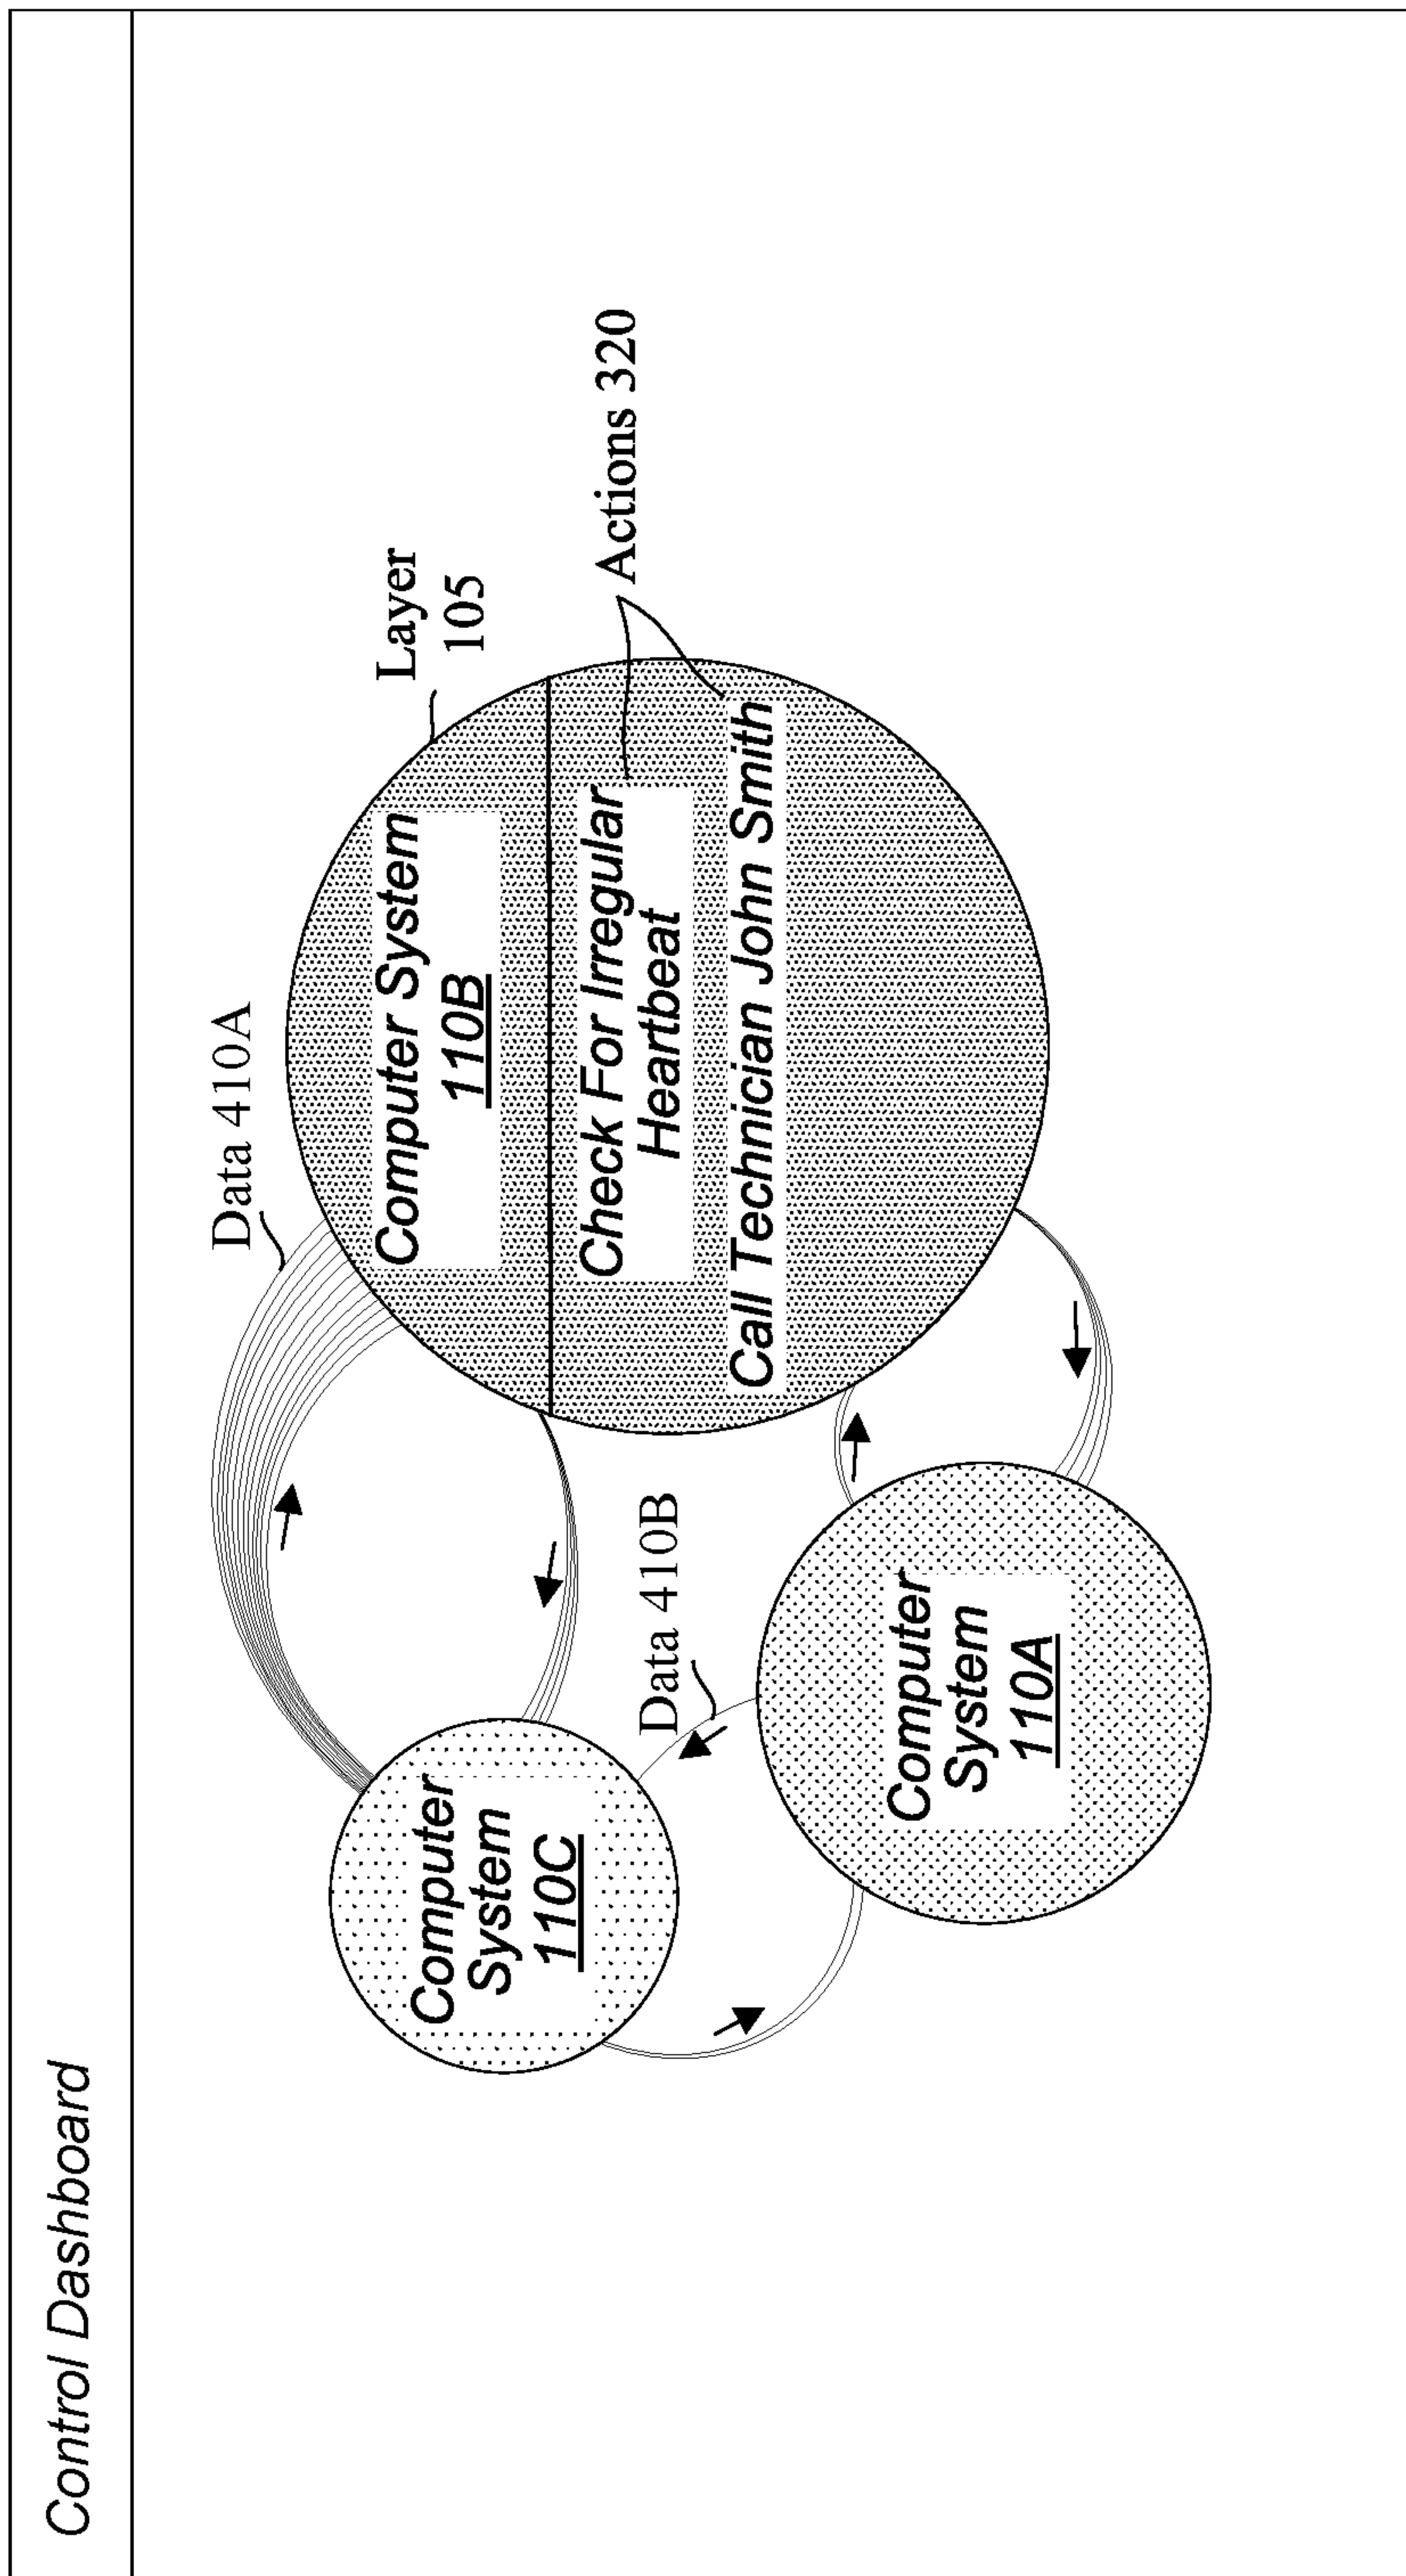 Control Dashboard
Data 410A
Layer
105
Computer System
110B
Actions 320
Check For Irregular
Heartbeat
Call Technician John Smith
Computer
System
110C
Data 410B
Computer
System
110A